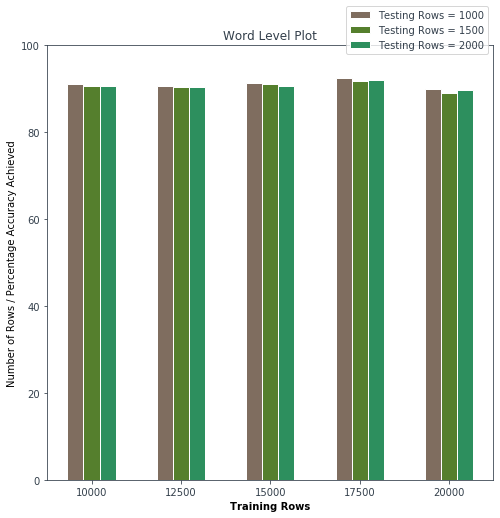 Testing Rows = 1000
Testing Rows = 1500
Testing Rows = 2000
Word Level Plot
Number of Rows / Percentage Accuracy Achieved
100
80
60
40
20
0
10000
12500
15000
17500
20000
Training Rows